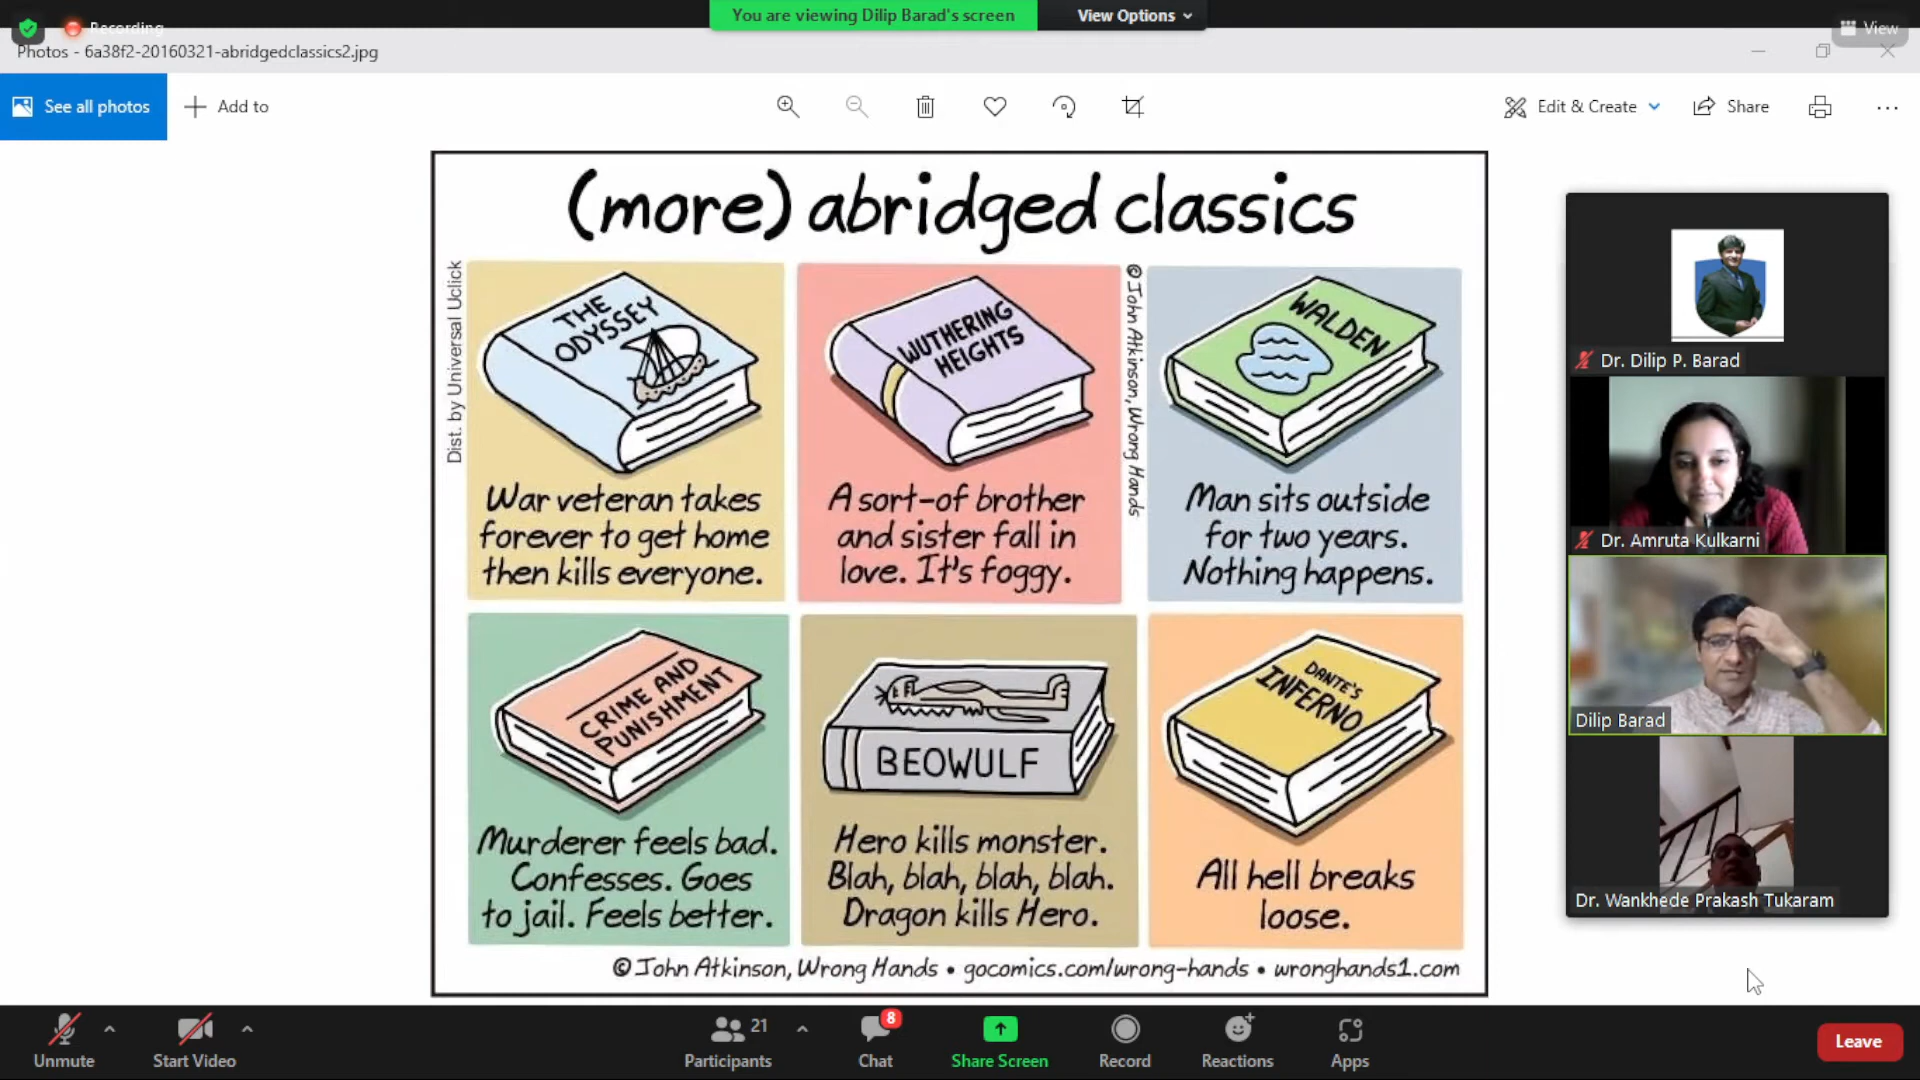 You are viewing Dilip Barad's screen
View Options
Recording
View
Photos - 6a38f2-20160321-abridgedclassics2.jpg
See all photos
Add to
Edit & Create
Share
(more) abridged classics
Dist. by Universal Uclick
THE
ODYSSEY
War veteran takes
forever to get home
then kills everyone.
WUTHERING
HEIGHTS
A sort-of brother
and sister fall in
love. It's foggy.
© John Atkinson, Wrong Hands
WALDEN
Man sits outside
for two years.
Nothing happens.
CRIME AND
PUNISHMENT
Murderer feels bad.
Confesses. Goes
to jail. Feels better.
BEOWULF
Hero kills monster.
Blah, blah, blah, blah.
Dragon kills Hero.
DANTE'S
INFERNO
All hell breaks
loose.
© John Atkinson, Wrong Hands • gocomics.com/wrong-hands • wronghands1.com
Dr. Dilip P. Barad
Dr. Amruta Kulkarni
Dilip Barad
Dr. Wankhede Prakash Tukaram
Unmute
Start Video
21
Participants
8
Chat
Share Screen
Record
Reactions
Apps
Leave